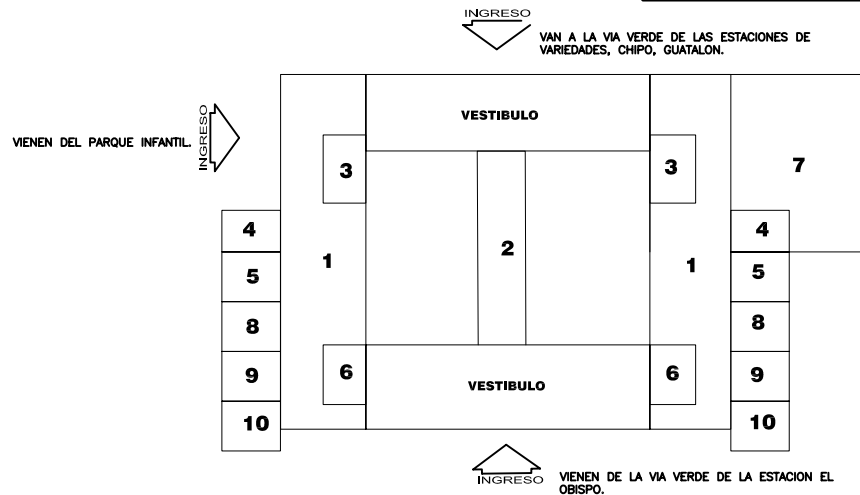 INGRESO
VAN A LA VIA VERDE DE LAS ESTACIONES DE
VARIEDADES, CHIPO, GUATALON.
VIENEN DEL PARQUE INFANTIL.
INGRESO
VESTIBULO
3
3
7
4
4
1
2
1
5
5
8
8
6
6
9
9
VESTIBULO
10
10
INGRESO
VIENEN DE LA VIA VERDE DE LA ESTACION EL
OBISPO.